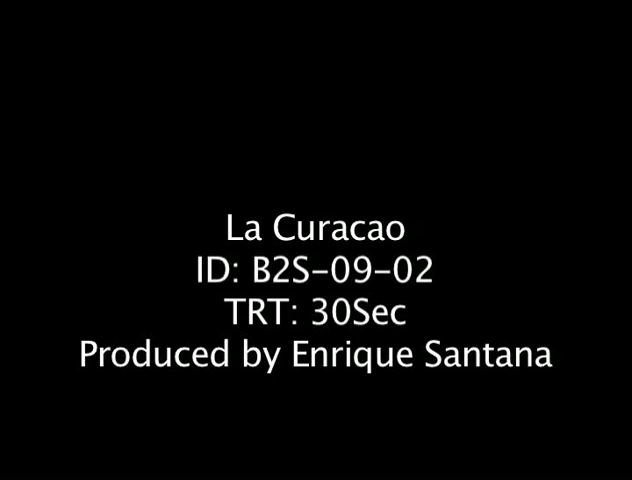 La Curacao
ID: B2S-09-02
TRT: 30Sec
Produced by Enrique Santana